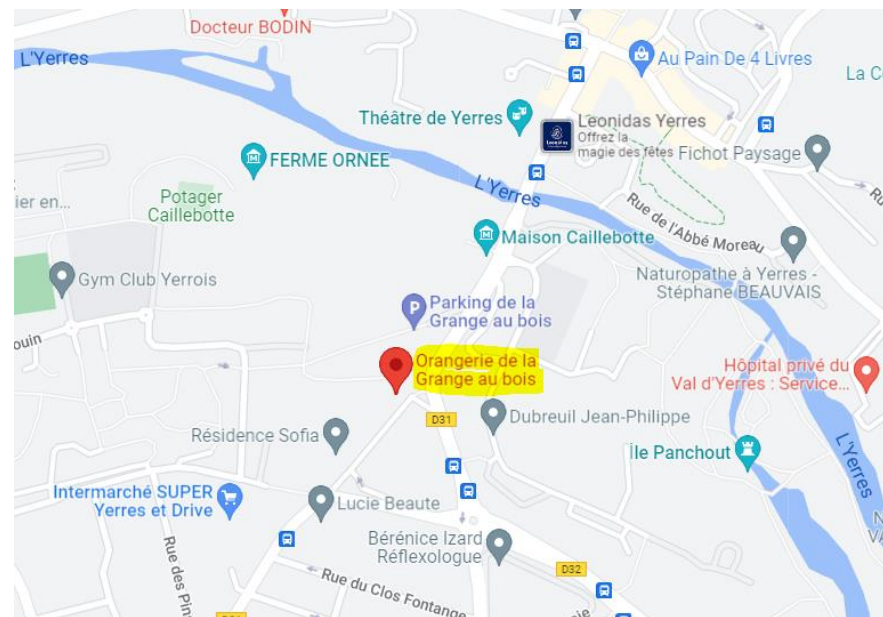 Docteur BODIN
L'Yerres
Au Pain De 4 Livres
La C
Théâtre de Yerres
Leonidas Yerres
Offrez la
magie des fêtes
Fichot Paysage
FERME ORNEE
L'Yerres
Potager
Caillebotte
ier en...
Rue de l'Abbé Moreau
Maison Caillebotte
Gym Club Yerrois
Naturopathe à Yerres -
Stéphane BEAUVAIS
Parking de la
Grange au bois
P
ouin
Orangerie de la
Grange au bois
Hôpital privé du
Val d'Yerres : Service...
D31
Dubreuil Jean-Philippe
Résidence Sofia
Île Panchout
L'Yerres
Intermarché SUPER
Yerres et Drive
Lucie Beaute
Bérénice Izard
Réflexologue
Rue des Pin
D32
Rue du Clos Fontange